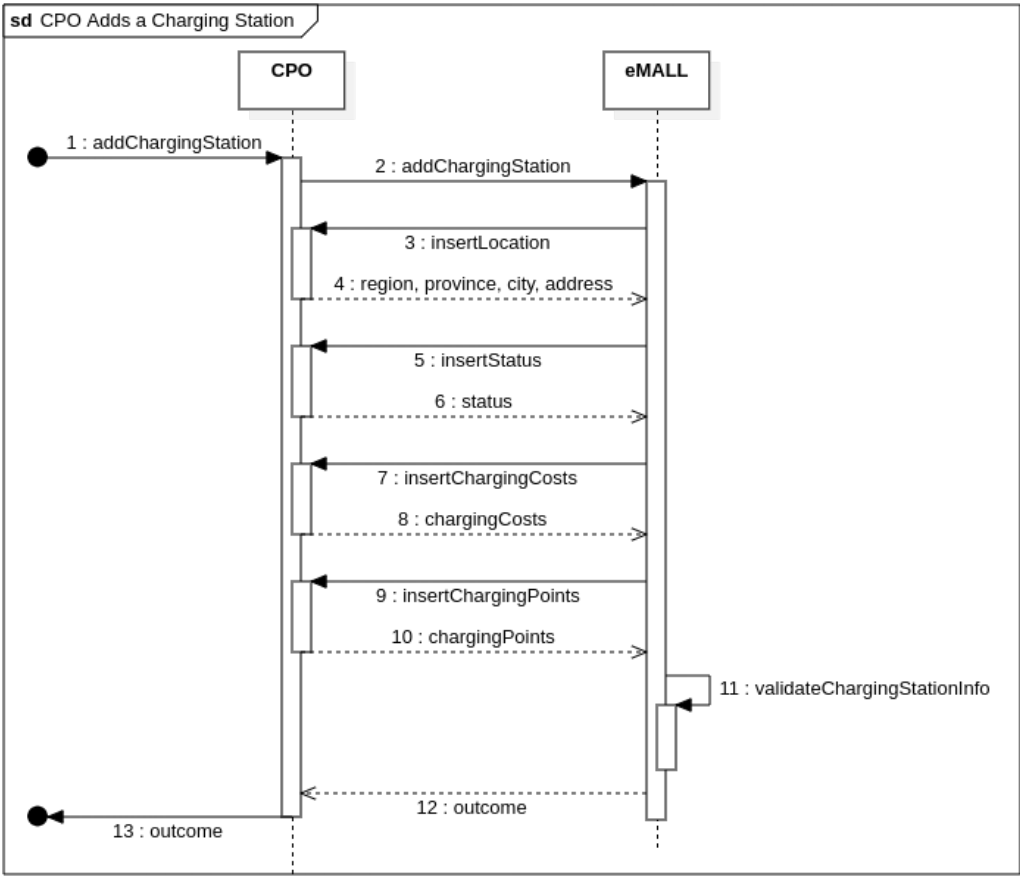 sd CPO Adds a Charging Station
CPO
eMALL
1 : addChargingStation
2 : addChargingStation
3 : insertLocation
4 : region, province, city, address
5 : insertStatus
6 : status
7 : insertChargingCosts
8 : chargingCosts
9 : insertChargingPoints
10 : chargingPoints
11 : validateChargingStationInfo
12 : outcome
13 : outcome